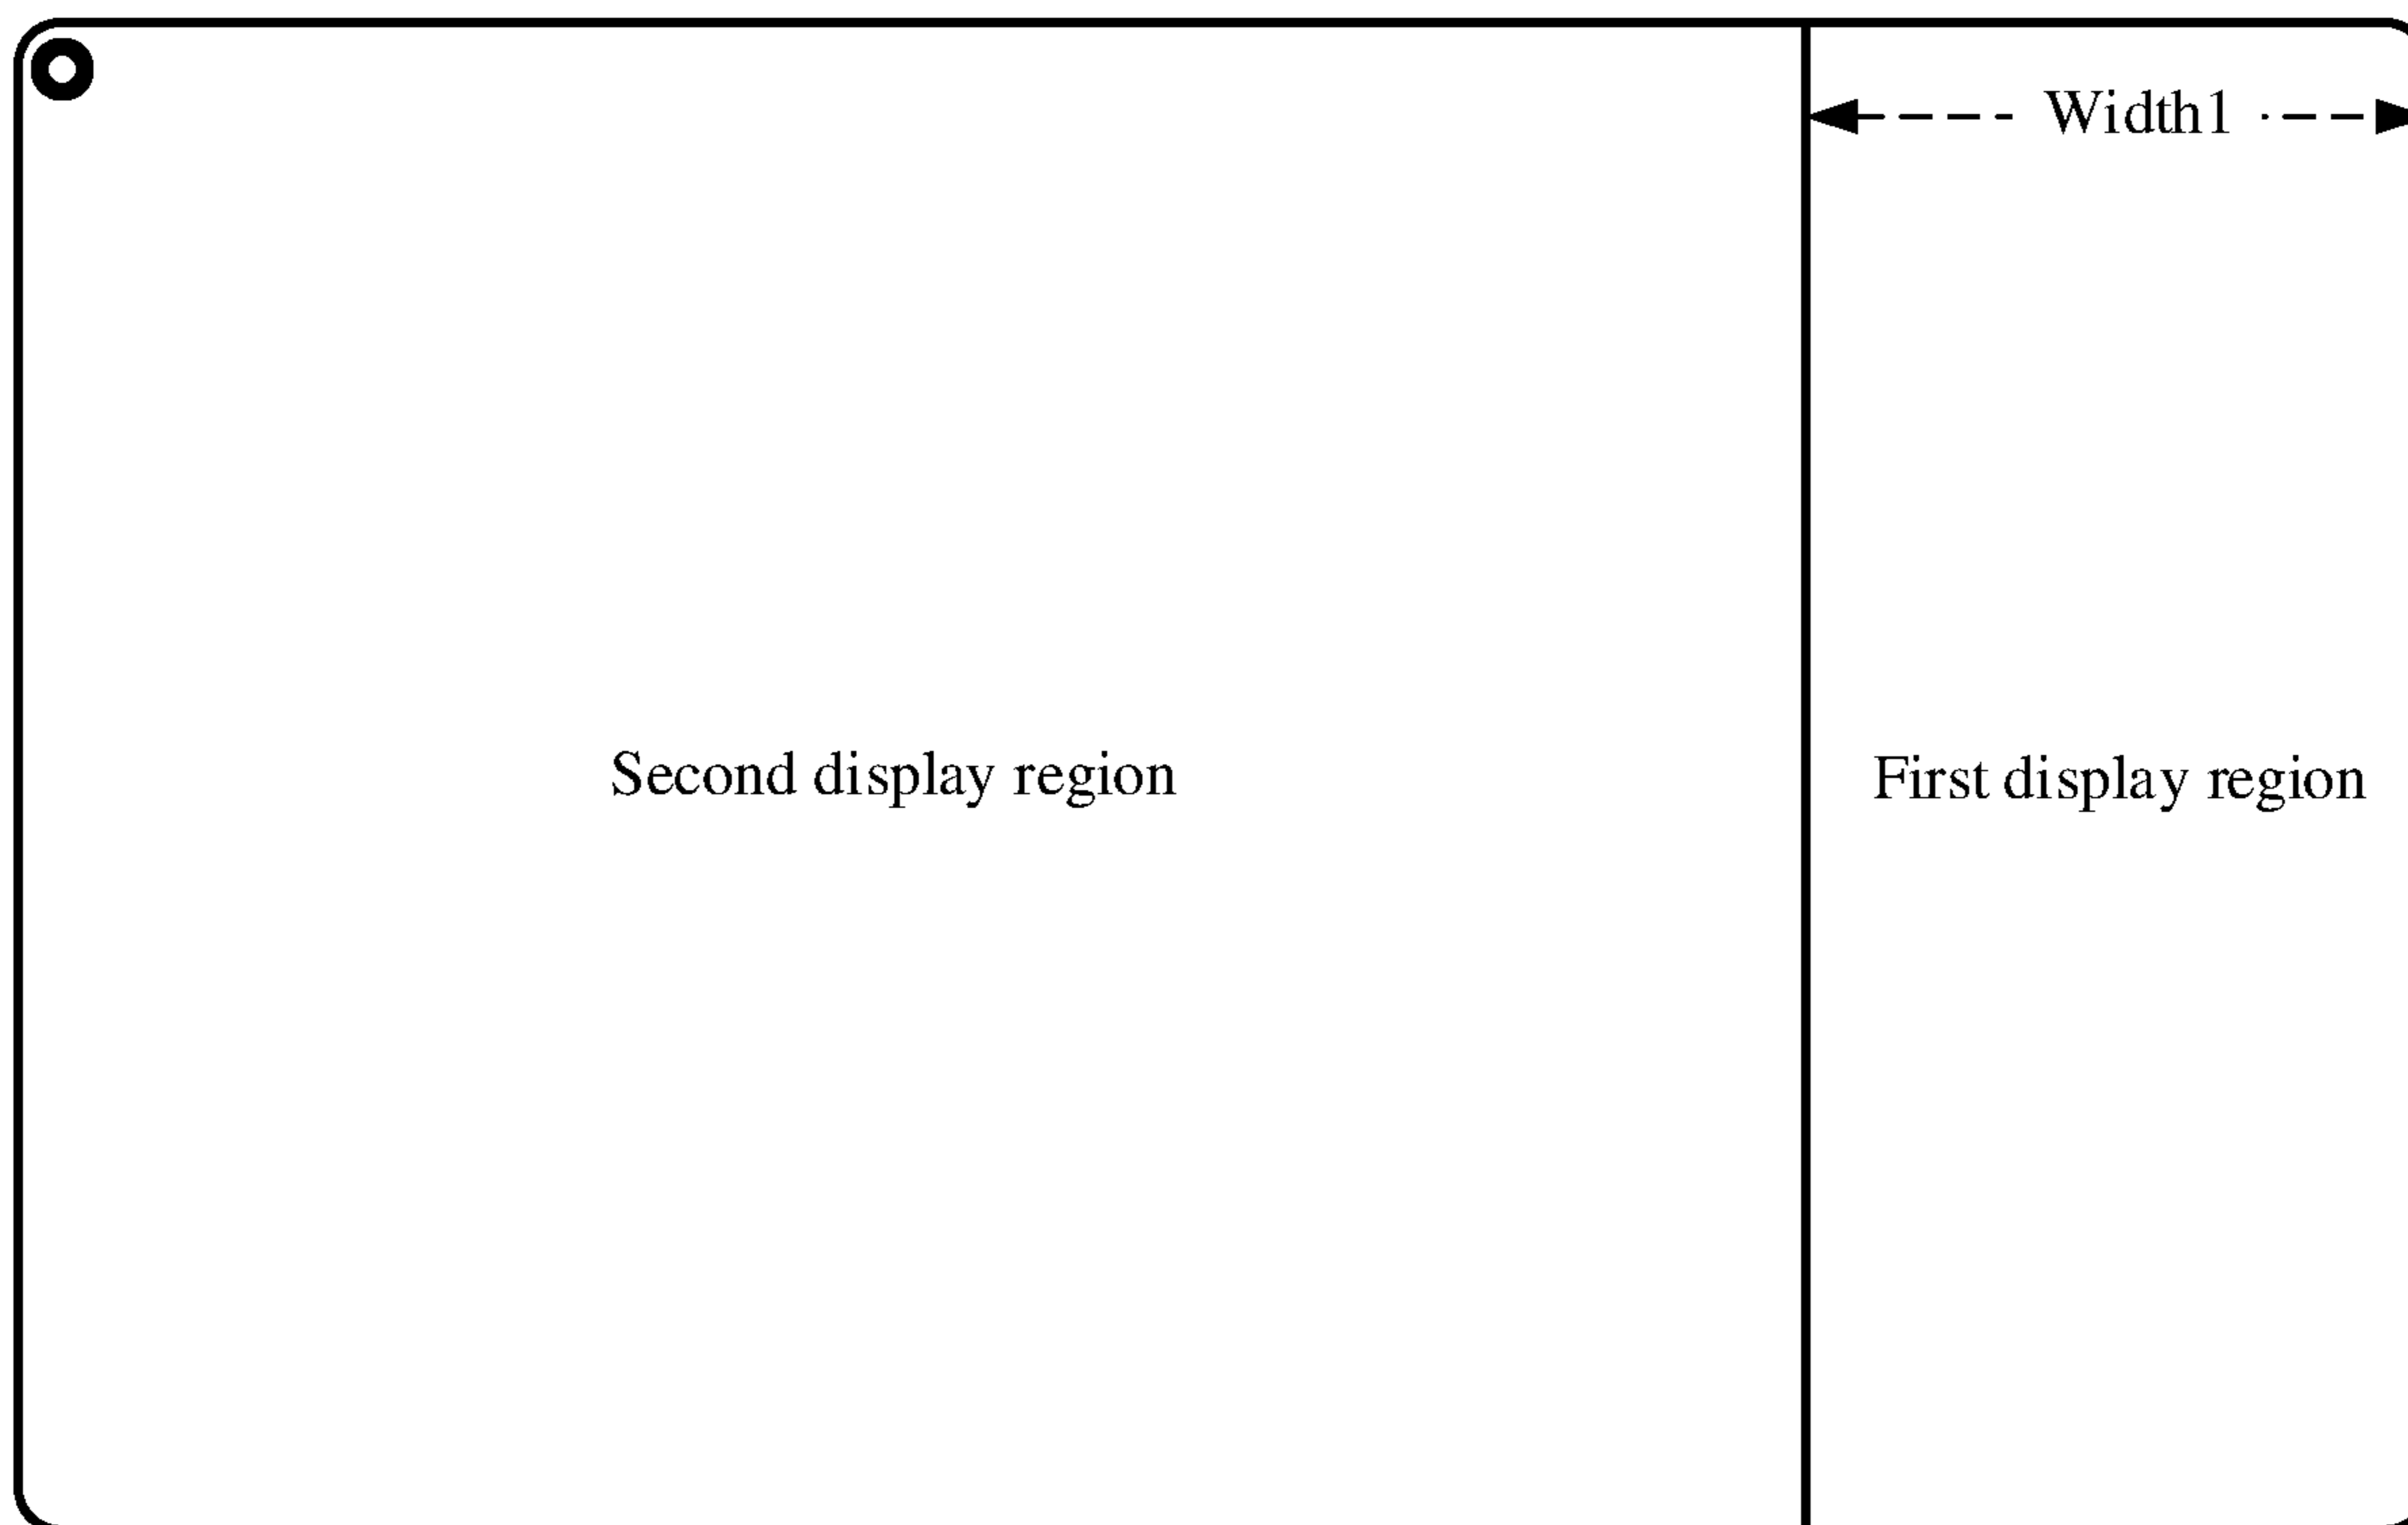 Width1
Second display region
First display region